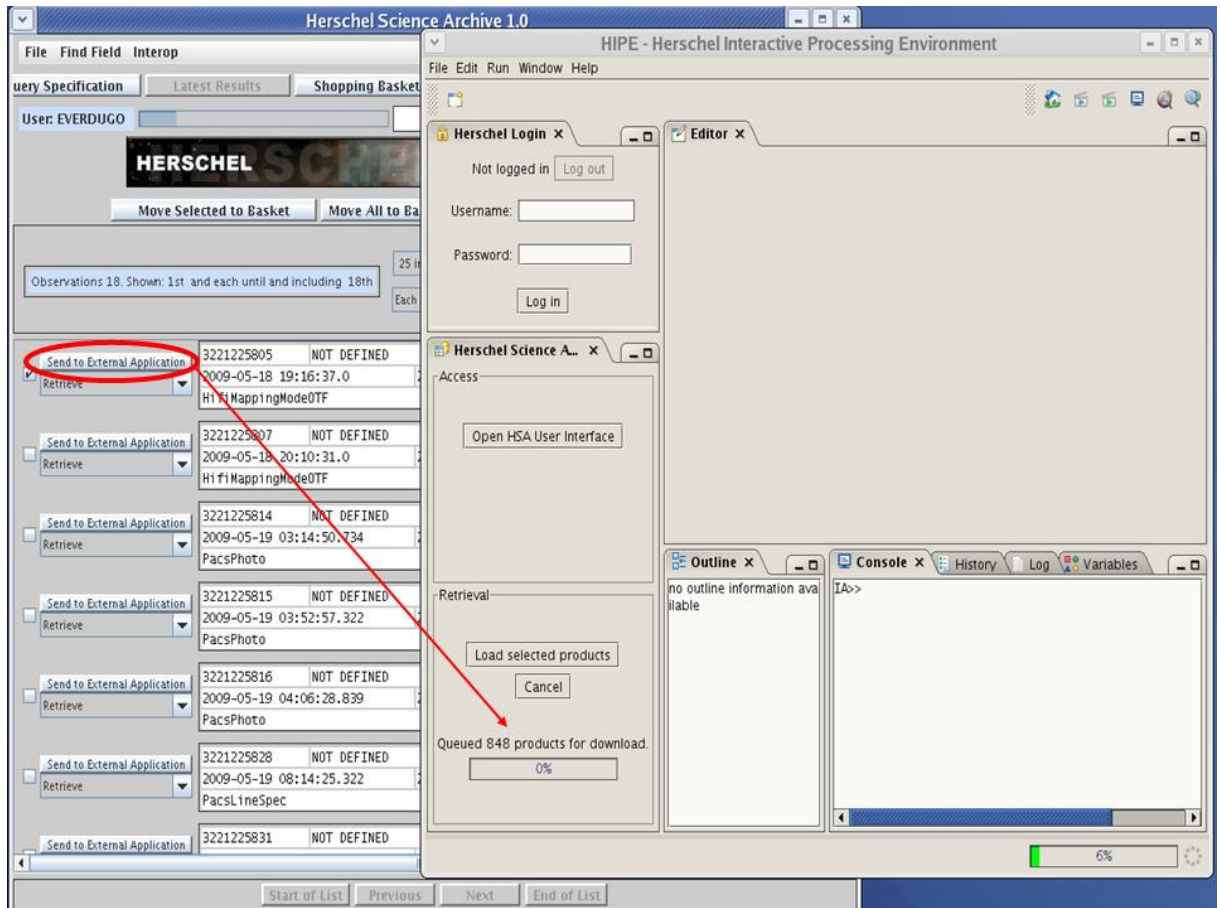 Herschel Science Archive 1.0
File Find Field Interop
uery Specification Latest Results Shopping Basket
User: EVERDUGO
HERSCHEL
Move Selected to Basket Move All to Ba
Observations 18. Shown: 1st and each until and including 18th
25 in
Each
Send to External Application
Retrieve
3221225805 NOT DEFINED
2009-05-18 19:16:37.0
HifiMappingModeOTF
Send to External Application
Retrieve
3221225807 NOT DEFINED
2009-05-18 20:10:31.0
HifiMappingModeOTF
Send to External Application
Retrieve
3221225814 NOT DEFINED
2009-05-19 03:14:50.734
PacsPhoto
Send to External Application
Retrieve
3221225815 NOT DEFINED
2009-05-19 03:52:57.322
PacsPhoto
Send to External Application
Retrieve
3221225816 NOT DEFINED
2009-05-19 04:06:28.839
PacsPhoto
Send to External Application
Retrieve
3221225828 NOT DEFINED
2009-05-19 08:14:25.322
PacsLineSpec
Send to External Application
3221225831 NOT DEFINED
Start of List Previous Next End of List
HIPE - Herschel Interactive Processing Environment
File Edit Run Window Help
Herschel Login
Not logged in Log out
Username:
Password:
Log in
Herschel Science A...
Access
Open HSA User Interface
Retrieval
Load selected products
Cancel
Queued 848 products for download.
0%
Editor
Outline
no outline information ava
ilable
Console History Log Variables
IA>>
6%